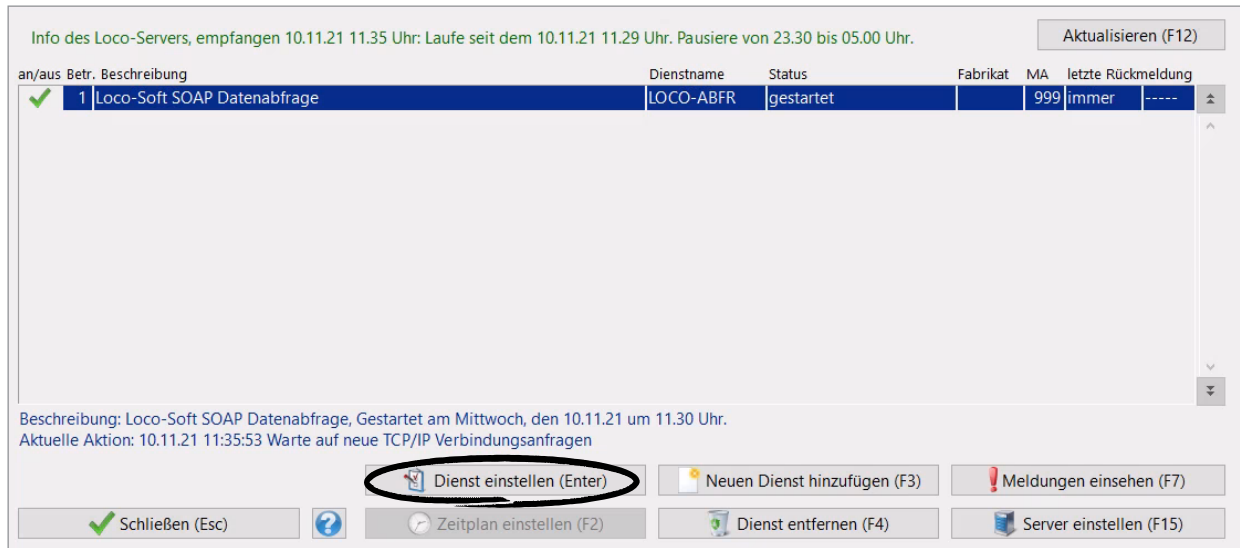 Info des Loco-Servers, empfangen 10.11.21 11.35 Uhr: Laufe seit dem 10.11.21 11.29 Uhr. Pausiere von 23.30 bis 05.00 Uhr.
Aktualisieren (F12)
an/aus Betr. Beschreibung Dienstname Status Fabrikat MA letzte Rückmeldung
1 Loco-Soft SOAP Datenabfrage LOCO-ABFR gestartet 999 immer -----
Beschreibung: Loco-Soft SOAP Datenabfrage, Gestartet am Mittwoch, den 10.11.21 um 11.30 Uhr.
Aktuelle Aktion: 10.11.21 11:35:53 Warte auf neue TCP/IP Verbindungsanfragen
Dienst einstellen (Enter) Neuen Dienst hinzufügen (F3) Meldungen einsehen (F7)
Schließen (Esc) Zeitplan einstellen (F2) Dienst entfernen (F4) Server einstellen (F15)